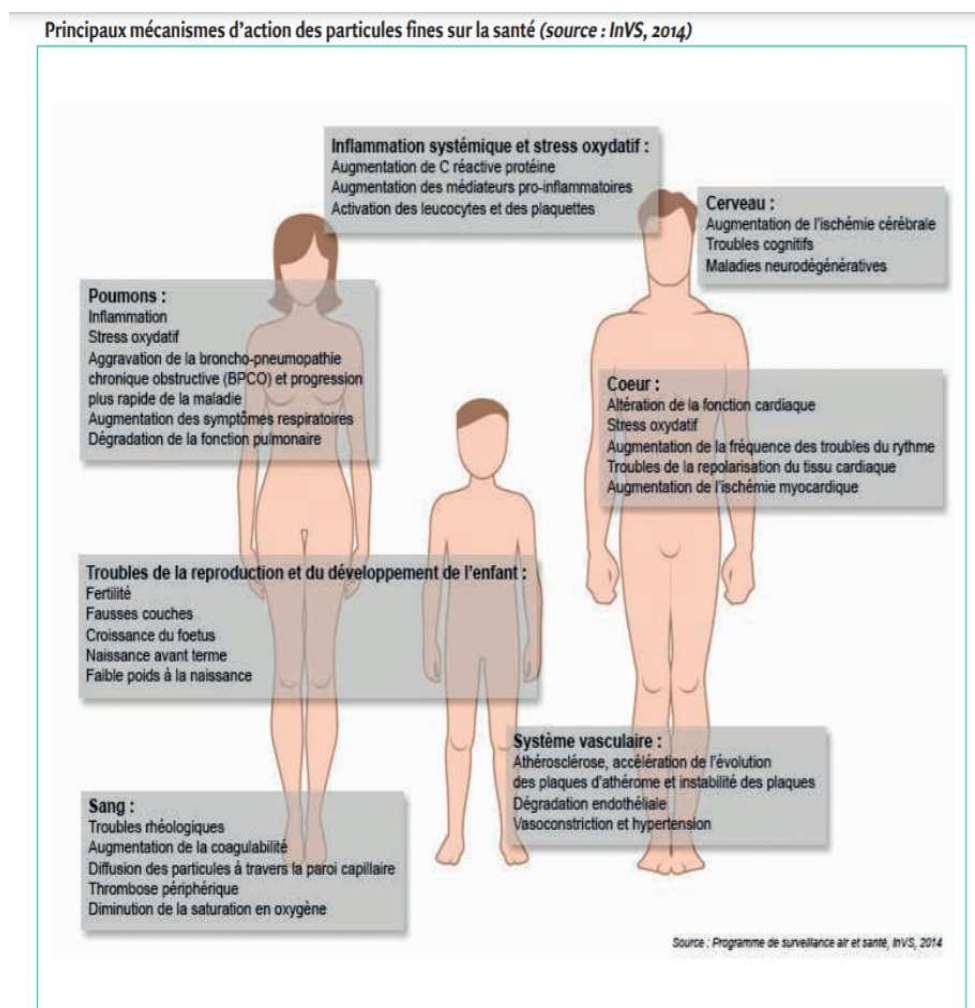 Principaux mécanismes d'action des particules fines sur la santé (source : InVS, 2014)
Inflammation systémique et stress oxydatif :
Augmentation de C réactive protéine
Augmentation des médiateurs pro-inflammatoires
Activation des leucocytes et des plaquettes
Cerveau :
Augmentation de l'ischémie cérébrale
Troubles cognitifs
Maladies neurodégénératives
Poumons :
Inflammation
Stress oxydatif
Aggravation de la broncho-pneumopathie
chronique obstructive (BPCO) et progression
plus rapide de la maladie
Augmentation des symptômes respiratoires
Dégradation de la fonction pulmonaire
Coeur :
Altération de la fonction cardiaque
Stress oxydatif
Augmentation de la fréquence des troubles du rythme
Troubles de la repolarisation du tissu cardiaque
Augmentation de l'ischémie myocardique
Troubles de la reproduction et du développement de l'enfant :
Fertilité
Fausses couches
Croissance du foetus
Naissance avant terme
Faible poids à la naissance
Système vasculaire :
Athérosclérose, accélération de l'évolution
des plaques d'athérome et instabilité des plaques
Dégradation endothéliale
Vasoconstriction et hypertension
Sang :
Troubles rhéologiques
Augmentation de la coagulabilité
Diffusion des particules à travers la paroi capillaire
Thrombose périphérique
Diminution de la saturation en oxygène
Source : Programme de surveillance air et santé, InVS, 2014